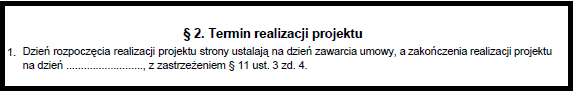 § 2. Termin realizacji projektu
1. Dzień rozpoczęcia realizacji projektu strony ustalają na dzień zawarcia umowy, a zakończenia realizacji projektu
na dzień .........................., z zastrzeżeniem § 11 ust. 3 zd. 4.